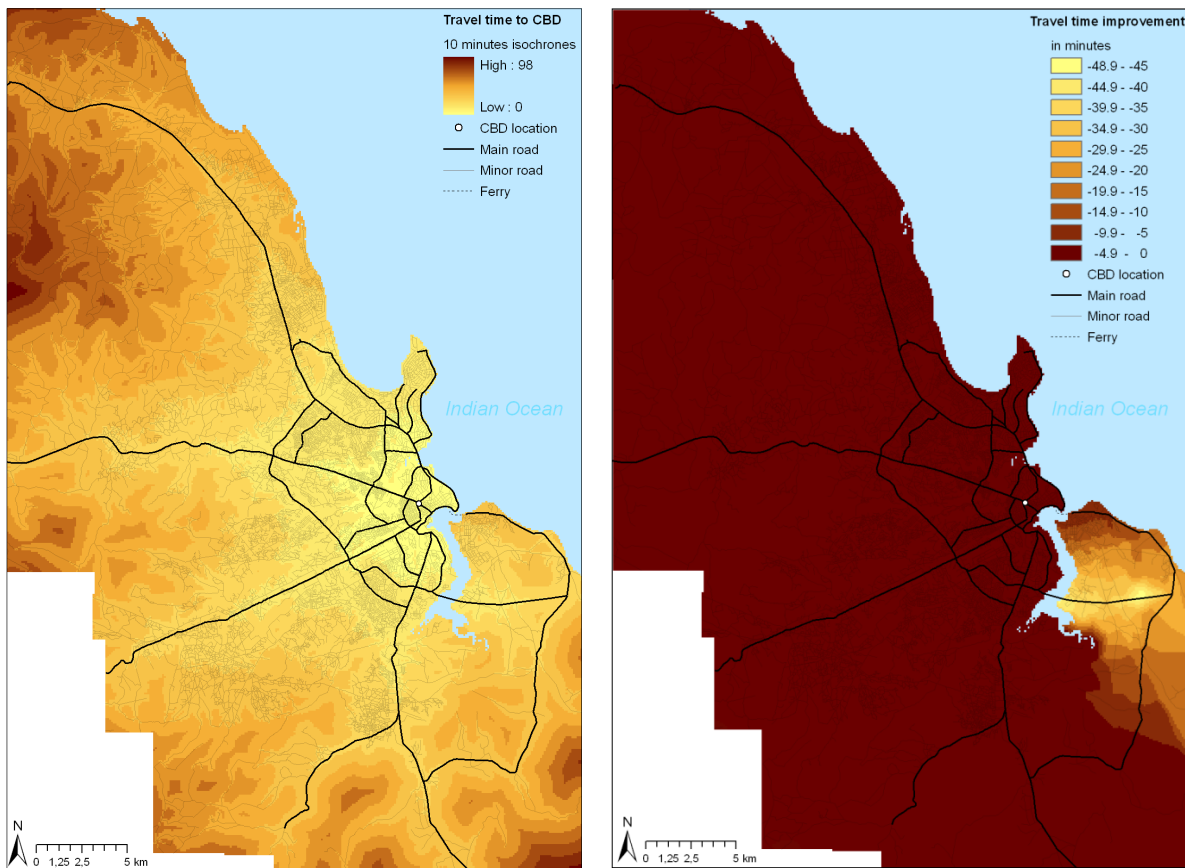 Travel time to CBD
10 minutes isochrones
High : 98
Low : 0
CBD location
Main road
Minor road
Ferry
Indian Ocean
N
0 1,25 2,5 5 km
Travel time improvement
in minutes
-48.9 - -45
-44.9 - -40
-39.9 - -35
-34.9 - -30
-29.9 - -25
-24.9 - -20
-19.9 - -15
-14.9 - -10
-9.9 - -5
-4.9 - 0
CBD location
Main road
Minor road
Ferry
Indian Ocean
N
0 1,25 2,5 5 km